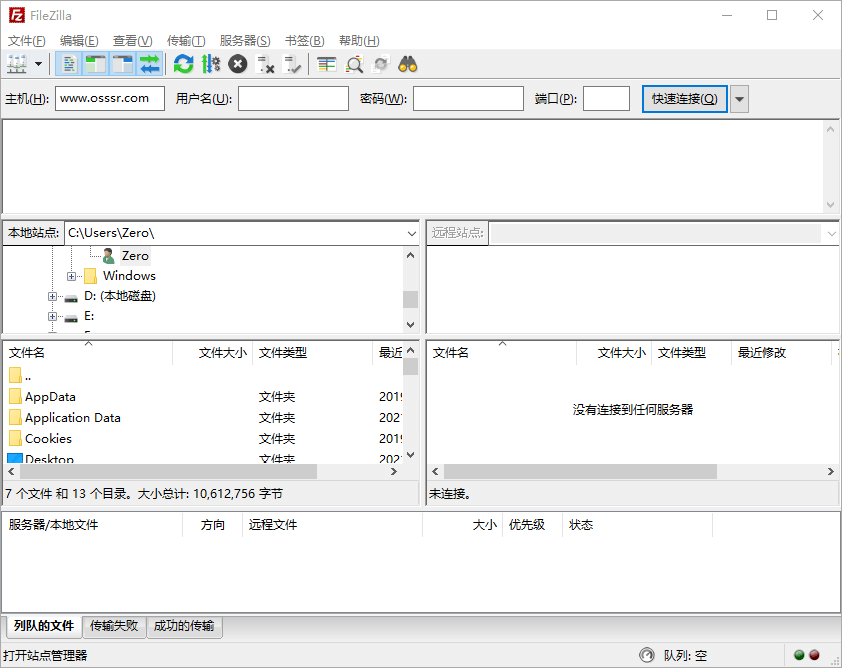 FileZilla
文件(F) 编辑(E) 查看(V) 传输(T) 服务器(S) 书签(B) 帮助(H)
主机(H): www.osssr.com 用户名(U): 密码(W): 端口(P): 快速连接(Q)
本地站点: C:\Users\Zero\ 远程站点:
Zero
Windows
D: (本地磁盘)
E:
文件名 文件大小 文件类型 最近 文件名 文件大小 文件类型 最近修改
..
AppData 文件夹 2019
Application Data 文件夹 2021
没有连接到任何服务器
Cookies 文件夹 2019
Desktop 文件夹
7 个文件 和 13 个目录。大小总计: 10,612,756 字节 未连接。
服务器/本地文件 方向 远程文件 大小 优先级 状态
列队的文件 传输失败 成功的传输
打开站点管理器 队列: 空